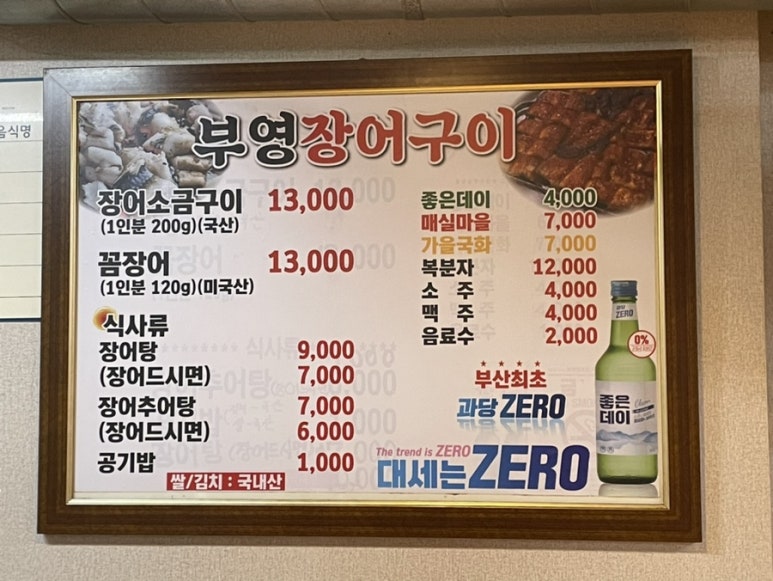 음식명
부영장어구이
장어소금구이 13,000
(1인분 200g)(국산)
꼼장어 13,000
(1인분 120g)(미국산)
식사류
장어탕 9,000
(장어드시면) 7,000
장어추어탕 7,000
(장어드시면) 6,000
공기밥 1,000
쌀/김치 : 국내산
좋은데이 4,000
매실마을 7,000
가을국화 7,000
복분자 12,000
소 주 4,000
맥 주 4,000
음료수 2,000
부산최초
과당 ZERO
The trend is ZERO
대세는 ZERO
ZERO
0%
좋은
데이